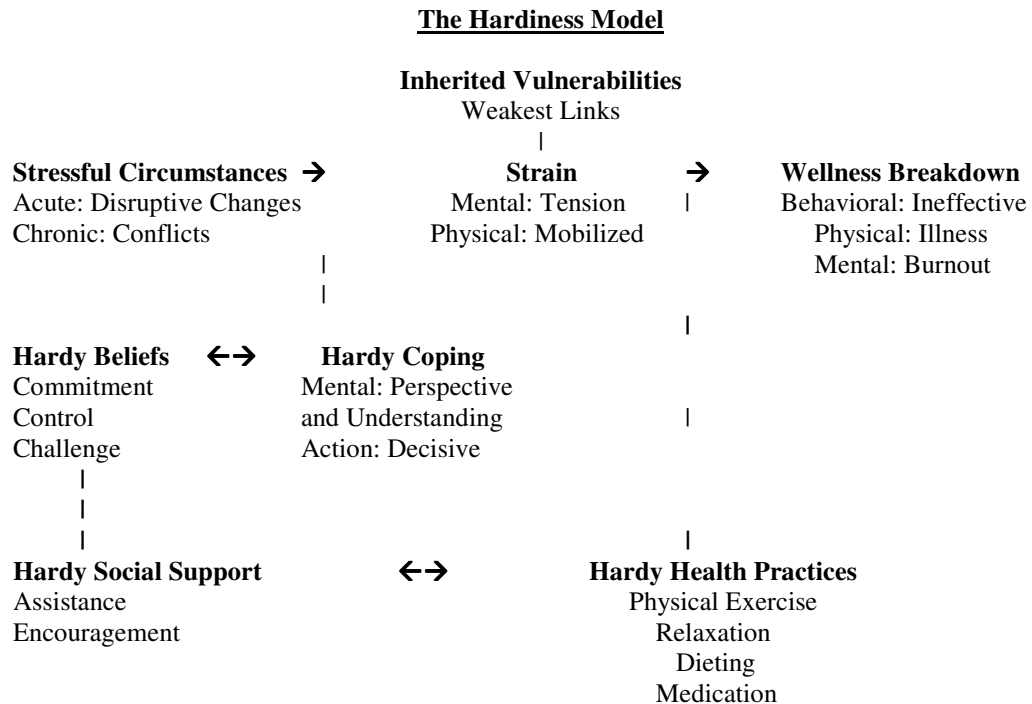 The Hardiness Model
Inherited Vulnerabilities
Weakest Links
|
Stressful Circumstances → Strain → Wellness Breakdown
Acute: Disruptive Changes Mental: Tension | Behavioral: Ineffective
Chronic: Conflicts Physical: Mobilized Physical: Illness
| Mental: Burnout
|
|
Hardy Beliefs ←→ Hardy Coping
Commitment Mental: Perspective
Control and Understanding |
Challenge Action: Decisive
|
|
| |
Hardy Social Support ←→ Hardy Health Practices
Assistance Physical Exercise
Encouragement Relaxation
Dieting
Medication